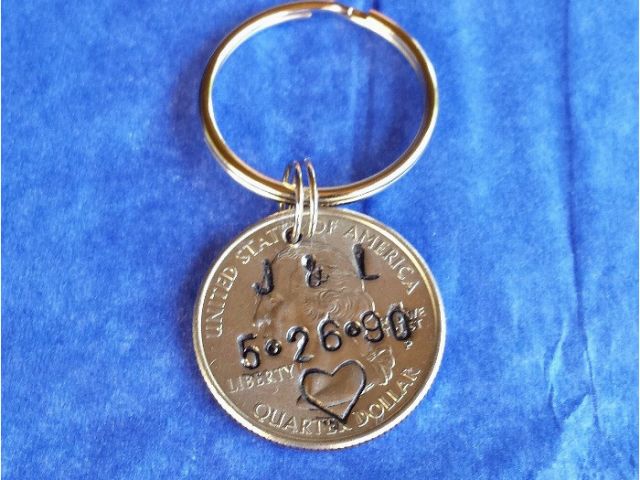 UNITED STATES OF AMERICA
J & L
5•26•90
LIBERTY
P
QUARTER DOLLAR